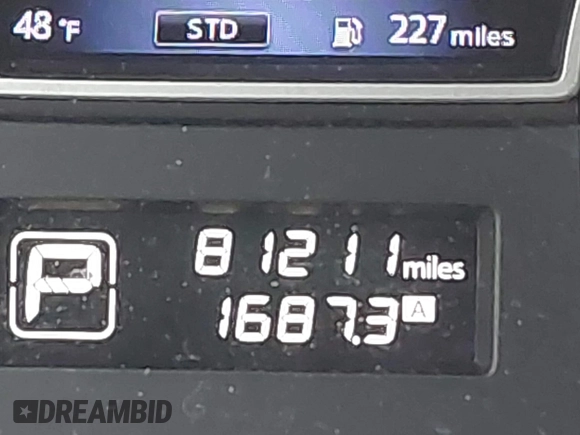 48°F STD 227 miles
P 81211 miles
1687.3 A
DREAMBID